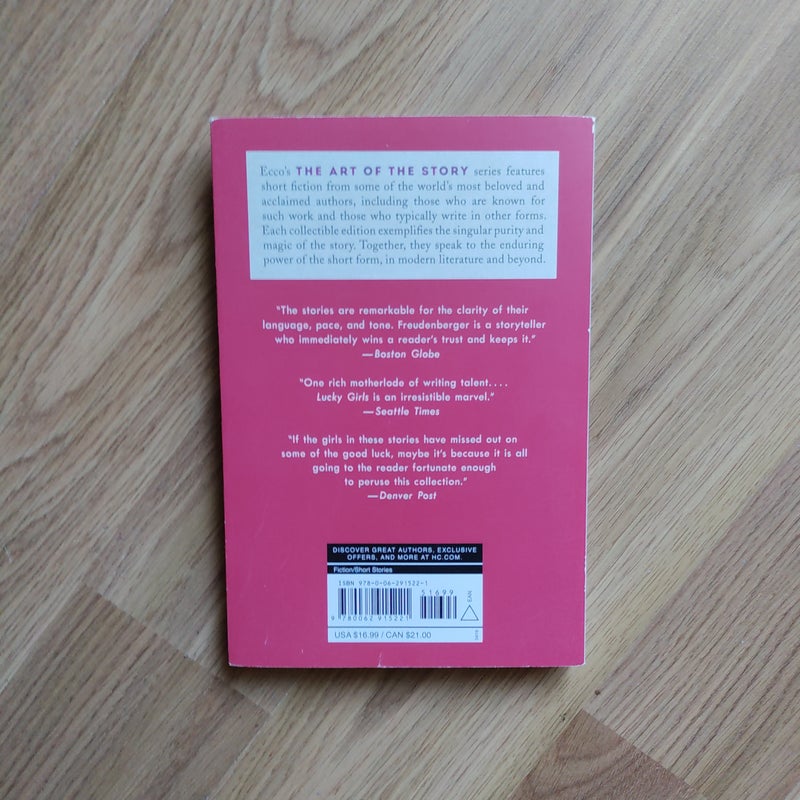 Ecco's THE ART OF THE STORY series features
short fiction from some of the world's most beloved and
acclaimed authors, including those who are known for
such work and those who typically write in other forms.
Each collectible edition exemplifies the singular purity and
magic of the story. Together, they speak to the enduring
power of the short form, in modern literature and beyond.
"The stories are remarkable for the clarity of their
language, pace, and tone. Freudenberger is a storyteller
who immediately wins a reader's trust and keeps it."
—Boston Globe
"One rich motherlode of writing talent....
Lucky Girls is an irresistible marvel."
—Seattle Times
"If the girls in these stories have missed out on
some of the good luck, maybe it's because it is all
going to the reader fortunate enough
to peruse this collection."
—Denver Post
DISCOVER GREAT AUTHORS, EXCLUSIVE
OFFERS, AND MORE AT HC.COM.
Fiction/Short Stories
ISBN 978-0-06-291522-1
51699
EAN
9 780062 915221
USA $16.99 / CAN $21.00